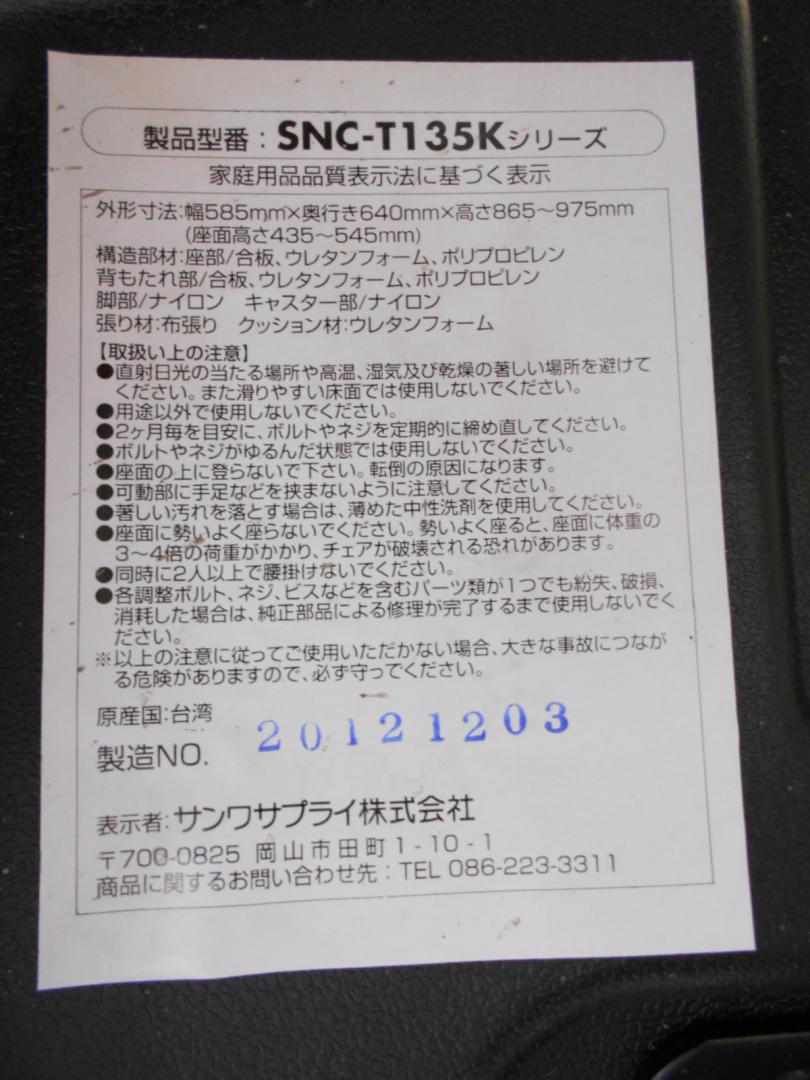 製品型番：SNC-T135Kシリーズ
家庭用品品質表示法に基づく表示
外形寸法:幅585mm×奥行き640mm×高さ865～975mm
(座面高さ435～545mm)
構造部材:座部/合板、ウレタンフォーム、ポリプロピレン
背もたれ部/合板、ウレタンフォーム、ポリプロピレン
脚部/ナイロン　キャスター部/ナイロン
張り材:布張り　クッション材:ウレタンフォーム
【取扱い上の注意】
●直射日光の当たる場所や高温、湿気及び乾燥の著しい場所を避けて
ください。また滑りやすい床面では使用しないでください。
●用途以外で使用しないでください。
●2ヶ月毎を目安に、ボルトやネジを定期的に締め直してください。
●ボルトやネジがゆるんだ状態では使用しないでください。
●座面の上に登らないで下さい。転倒の原因になります。
●可動部に手足などを挟まないように注意してください。
●著しい汚れを落とす場合は、薄めた中性洗剤を使用してください。
●座面に勢いよく座らないでください。勢いよく座ると、座面に体重の
3～4倍の荷重がかかり、チェアが破壊される恐れがあります。
●同時に2人以上で腰掛けないでください。
●各調整ボルト、ネジ、ビスなどを含むパーツ類が1つでも紛失、破損、
消耗した場合は、純正部品による修理が完了するまで使用しないでく
ださい。
※以上の注意に従ってご使用いただかない場合、大きな事故につなが
る危険がありますので、必ず守ってください。
原産国:台湾
製造NO. 20121203
表示者:サンワサプライ株式会社
〒700-0825 岡山市田町1-10-1
商品に関するお問い合わせ先：TEL 086-223-3311